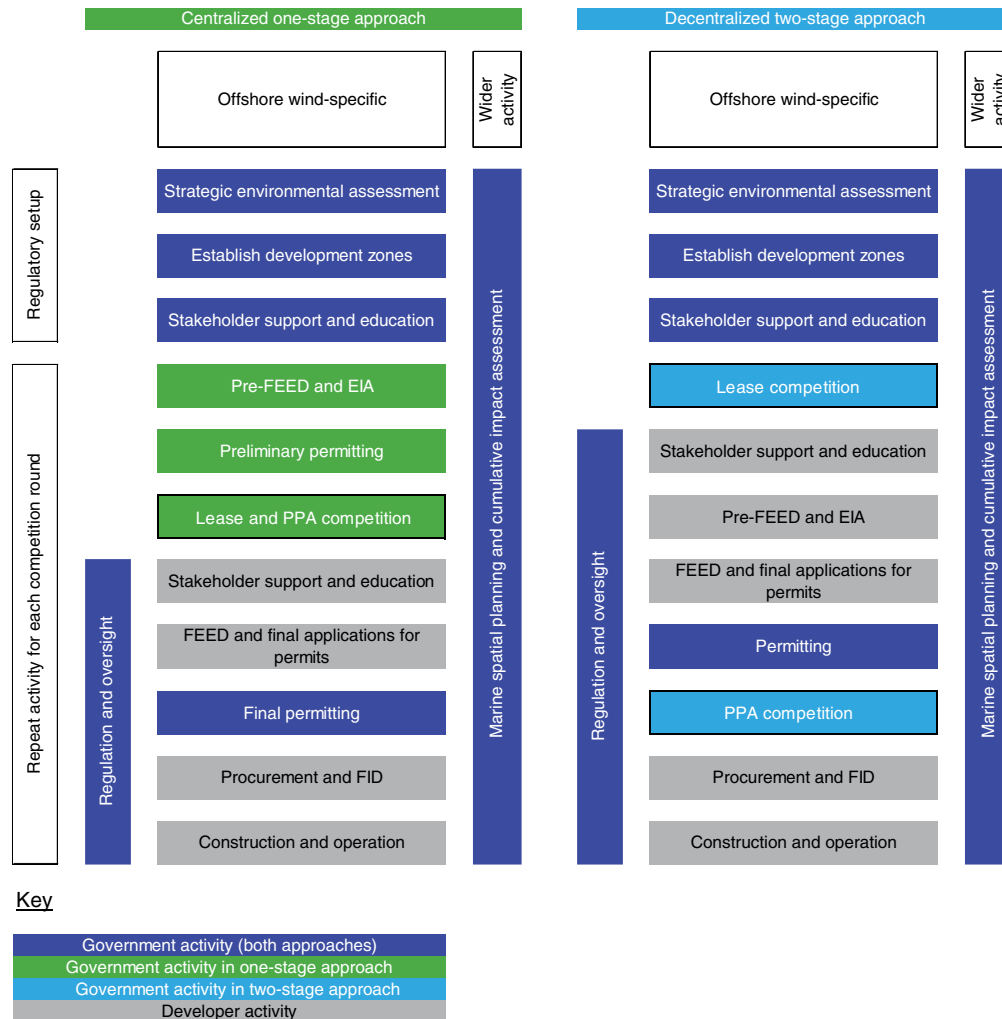 Centralized one-stage approach
Decentralized two-stage approach
Offshore wind-specific
Wider
activity
Offshore wind-specific
Wider
activity
Regulatory setup
Strategic environmental assessment
Establish development zones
Stakeholder support and education
Repeat activity for each competition round
Pre-FEED and EIA
Preliminary permitting
Lease and PPA competition
Regulation and oversight
Stakeholder support and education
FEED and final applications for
permits
Final permitting
Procurement and FID
Construction and operation
Marine spatial planning and cumulative impact assessment
Strategic environmental assessment
Establish development zones
Stakeholder support and education
Lease competition
Regulation and oversight
Stakeholder support and education
Pre-FEED and EIA
FEED and final applications for
permits
Permitting
PPA competition
Procurement and FID
Construction and operation
Marine spatial planning and cumulative impact assessment
Key
Government activity (both approaches)
Government activity in one-stage approach
Government activity in two-stage approach
Developer activity